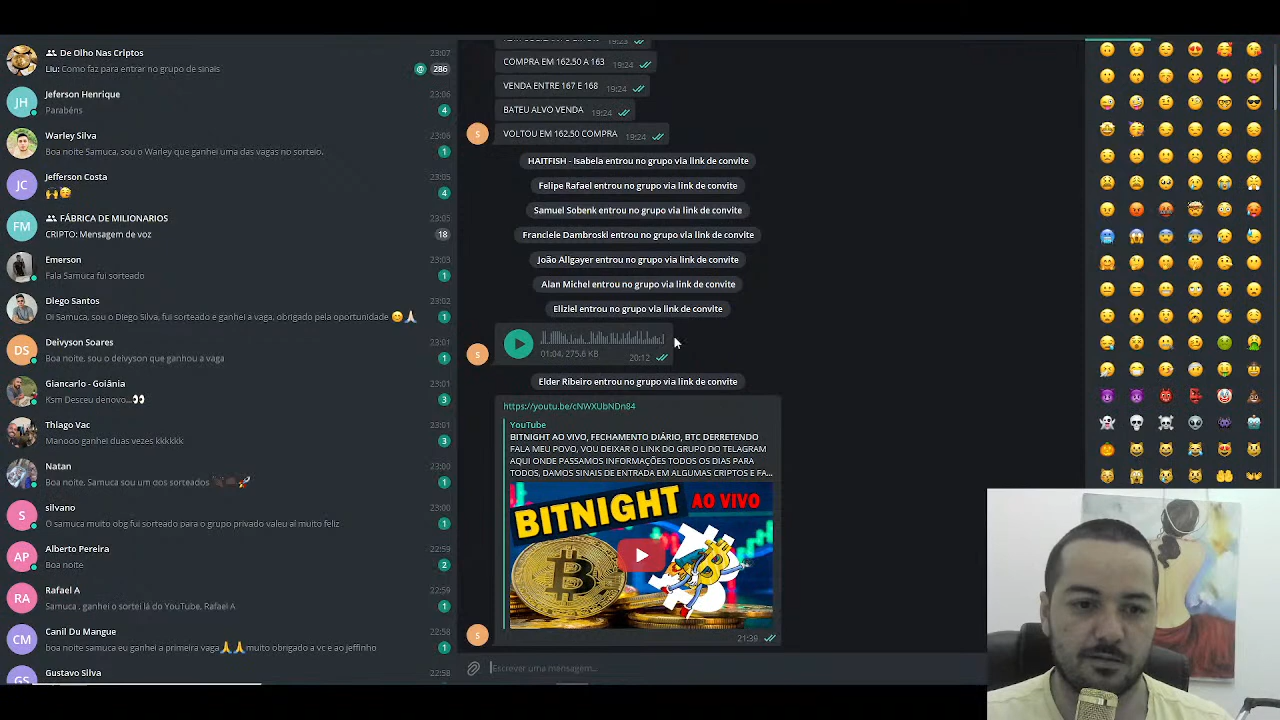 De Olho Nas Criptos
23:07
Liu: Como faz para entrar no grupo de sinais
@ 286
JH
Jeferson Henrique
23:06
Parabéns
4
Warley Silva
23:06
Boa noite Samuca, sou o Warley que ganhei uma das vagas no sorteio.
1
JC
Jefferson Costa
23:05
4
FM
FÁBRICA DE MILIONARIOS
23:05
CRIPTO: Mensagem de voz
18
Emerson
23:03
Fala Samuca fui sorteado
1
Diego Santos
23:02
Oi Samuca, sou o Diego Silva, fui sorteado e ganhei a vaga, obrigado pela oportunidade
1
DS
Deivyson Soares
23:01
Boa noite. sou o deivyson que ganhou a vaga
1
Giancarlo - Goiânia
23:01
Ksm Desceu denovo...
3
Thiago Vac
23:01
Manooo ganhei duas vezes kkkkkk
3
Natan
23:00
Boa noite. Samuca sou um dos sorteados
1
S
23:00
O samuca muito obg fui sorteado para o grupo privado valeu ai muito feliz
1
AP
Alberto Pereira
22:59
Boa noite
2
RA
Rafael A
22:59
Samuca . ganhei o sortei lá do YouTube, Rafael A
1
CM
Canil Du Mangue
22:58
boa noite samuca eu ganhei a primeira vaga muito obrigado a vc e ao jeffinho
1
GS
Gustavo Silva
22:58
19:23
COMPRA EM 162.50 A 163
19:24
VENDA ENTRE 167 E 168
19:24
BATEU ALVO VENDA
19:24
S
VOLTOU EM 162.50 COMPRA
19:24
HAITFISH - Isabela entrou no grupo via link de convite
Felipe Rafael entrou no grupo via link de convite
Samuel Sobenk entrou no grupo via link de convite
Franciele Dambroski entrou no grupo via link de convite
João Allgayer entrou no grupo via link de convite
Alan Michel entrou no grupo via link de convite
Eliziel entrou no grupo via link de convite
S
01:04, 275.6 KB
20:12
Elder Ribeiro entrou no grupo via link de convite
https://youtu.be/cNWXUbNDn84
YouTube
BITNIGHT AO VIVO, FECHAMENTO DIÁRIO, BTC DERRETENDO
FALA MEU POVO, VOU DEIXAR O LINK DO GRUPO DO TELAGRAM
AQUI ONDE PASSAMOS INFORMAÇÕES TODOS OS DIAS PARA
TODOS, DAMOS SINAIS DE ENTRADA EM ALGUMAS CRIPTOS E FA...
BITNIGHT AO VIVO
S
21:39
Escrever uma mensagem...